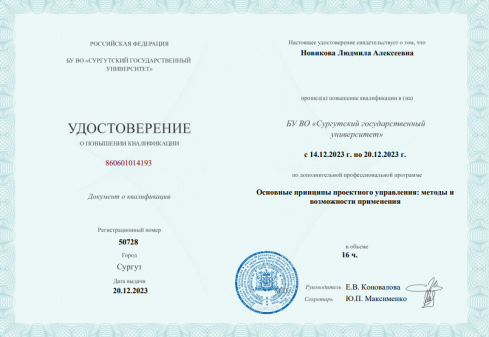 РОССИЙСКАЯ ФЕДЕРАЦИЯ
БУ ВО «СУРГУТСКИЙ ГОСУДАРСТВЕННЫЙ
УНИВЕРСИТЕТ»
УДОСТОВЕРЕНИЕ
О ПОВЫШЕНИИ КВАЛИФИКАЦИИ
860601014193
Документ о квалификации
Регистрационный номер
50728
Город
Сургут
Дата выдачи
20.12.2023
Настоящее удостоверение свидетельствует о том, что
Новикова Людмила Алексеевна
прошел(а) повышение квалификации в (на)
БУ ВО «Сургутский государственный
университет»
с 14.12.2023 г. по 20.12.2023 г.
по дополнительной профессиональной программе
Основные принципы проектного управления: методы и
возможности применения
в объеме
16 ч.
Руководитель Е.В. Коновалова
Секретарь Ю.П. Максименко